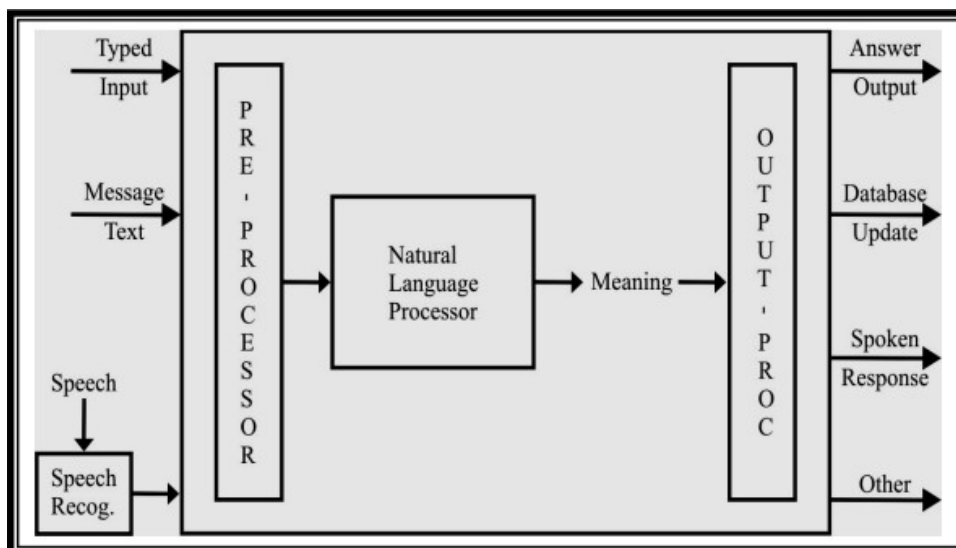 Typed
Input
Message
Text
Speech
Speech
Recog.
PRE-PROCESSOR
Natural
Language
Processor
Meaning
OUTPUT-PROC
Answer
Output
Database
Update
Spoken
Response
Other